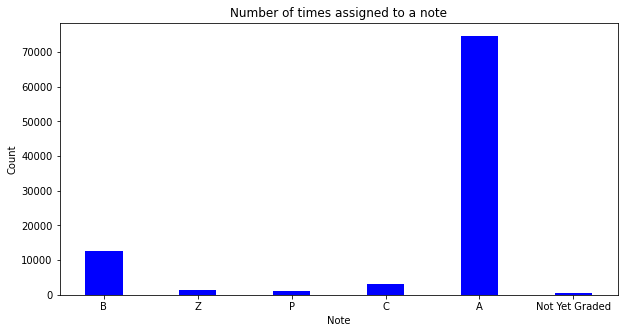 Number of times assigned to a note
Count
70000
60000
50000
40000
30000
20000
10000
0
B Z P C A Not Yet Graded
Note